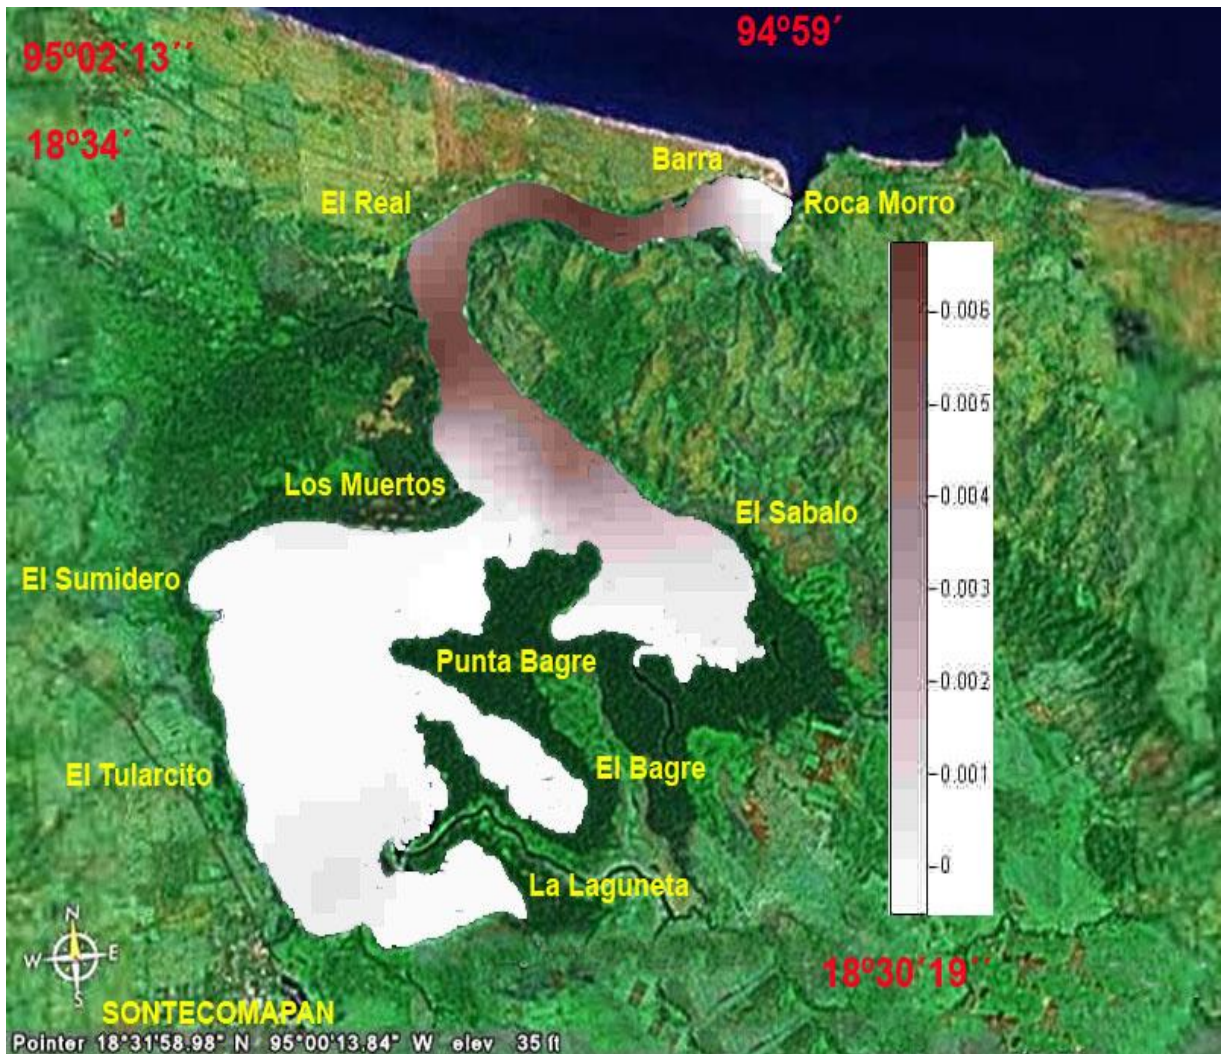 94º59´
95º02´13´´
18º34´
Barra
El Real
Roca Morro
0.006
0.005
Los Muertos
0.004
El Sabalo
El Sumidero
0.003
Punta Bagre
0.002
El Bagre
El Tularcito
0.001
0
La Laguneta
N
W E
S
18º30´19´´
SONTECOMAPAN
Pointer 18°31'58.98" N 95°00'13.84" W elev 35 ft